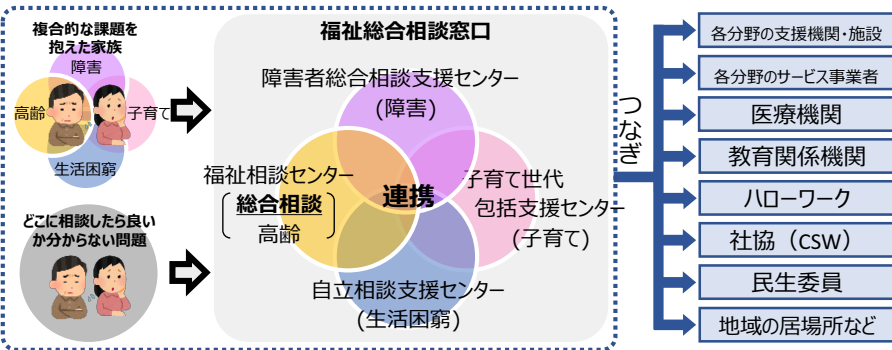 複合的な課題を
抱えた家族
障害
高齢
子育て
生活困窮
どこに相談したら良い
か分からない問題
福祉総合相談窓口
障害者総合相談支援センター
(障害)
福祉相談センター
総合相談
高齢
連携
子育て世代
包括支援センター
(子育て)
自立相談支援センター
(生活困窮)
つなぎ
各分野の支援機関・施設
各分野のサービス事業者
医療機関
教育関係機関
ハローワーク
社協（CSW）
民生委員
地域の居場所など